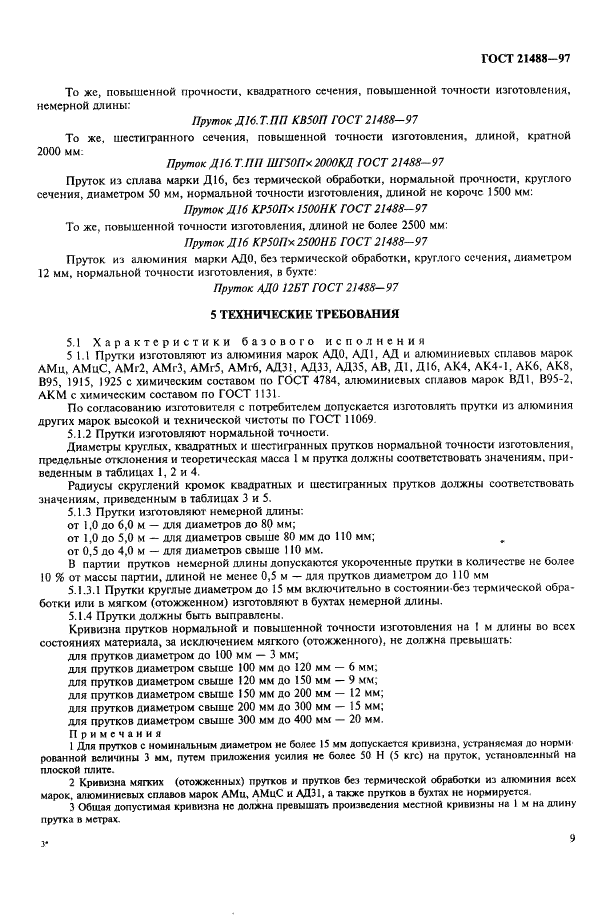 ГОСТ 21488—97
То же, повышенной прочности, квадратного сечения, повышенной точности изготовления,
немерной длины:
Пруток Д16.Т.ПП КВ50П ГОСТ 21488—97
То же, шестигранного сечения, повышенной точности изготовления, длиной, кратной
2000 мм:
Пруток Д16.Т.ПП ШГ50П×2000КД ГОСТ 21488—97
Пруток из сплава марки Д16, без термической обработки, нормальной прочности, круглого
сечения, диаметром 50 мм, нормальной точности изготовления, длиной не короче 1500 мм:
Пруток Д16 КР50П×1500НК ГОСТ 21488—97
То же, повышенной точности изготовления, длиной не более 2500 мм:
Пруток Д16 КР50П×2500НБ ГОСТ 21488—97
Пруток из алюминия марки АД0, без термической обработки, круглого сечения, диаметром
12 мм, нормальной точности изготовления, в бухте:
Пруток АД0 12БТ ГОСТ 21488—97
5 ТЕХНИЧЕСКИЕ ТРЕБОВАНИЯ
5.1 Характеристики базового исполнения
5 1.1 Прутки изготовляют из алюминия марок АД0, АД1, АД и алюминиевых сплавов марок
АМц, АМцС, АМг2, АМг3, АМг5, АМг6, АД31, АД33, АД35, АВ, Д1, Д16, АК4, АК4-1, АК6, АК8,
В95, 1915, 1925 с химическим составом по ГОСТ 4784, алюминиевых сплавов марок ВД1, В95-2,
АКМ с химическим составом по ГОСТ 1131.
По согласованию изготовителя с потребителем допускается изготовлять прутки из алюминия
других марок высокой и технической чистоты по ГОСТ 11069.
5.1.2 Прутки изготовляют нормальной точности.
Диаметры круглых, квадратных и шестигранных прутков нормальной точности изготовления,
предельные отклонения и теоретическая масса 1 м прутка должны соответствовать значениям, при-
веденным в таблицах 1, 2 и 4.
Радиусы скруглений кромок квадратных и шестигранных прутков должны соответствовать
значениям, приведенным в таблицах 3 и 5.
5.1.3 Прутки изготовляют немерной длины:
от 1,0 до 6,0 м — для диаметров до 80 мм;
от 1,0 до 5,0 м — для диаметров свыше 80 мм до 110 мм;
от 0,5 до 4,0 м — для диаметров свыше 110 мм.
В партии прутков немерной длины допускаются укороченные прутки в количестве не более
10 % от массы партии, длиной не менее 0,5 м — для прутков диаметром до 110 мм
5.1.3.1 Прутки круглые диаметром до 15 мм включительно в состоянии-без термической обра-
ботки или в мягком (отожженном) изготовляют в бухтах немерной длины.
5.1.4 Прутки должны быть выправлены.
Кривизна прутков нормальной и повышенной точности изготовления на 1 м длины во всех
состояниях материала, за исключением мягкого (отожженного), не должна превышать:
для прутков диаметром до 100 мм — 3 мм;
для прутков диаметром свыше 100 мм до 120 мм — 6 мм;
для прутков диаметром свыше 120 мм до 150 мм — 9 мм;
для прутков диаметром свыше 150 мм до 200 мм — 12 мм;
для прутков диаметром свыше 200 мм до 300 мм — 15 мм;
для прутков диаметром свыше 300 мм до 400 мм — 20 мм.
Примечания
1 Для прутков с номинальным диаметром не более 15 мм допускается кривизна, устраняемая до норми-
рованной величины 3 мм, путем приложения усилия не более 50 Н (5 кгс) на пруток, установленный на
плоской плите.
2 Кривизна мягких (отожженных) прутков и прутков без термической обработки из алюминия всех
марок, алюминиевых сплавов марок АМц, АМцС и АД31, а также прутков в бухтах не нормируется.
3 Общая допустимая кривизна не должна превышать произведения местной кривизны на 1 м на длину
прутка в метрах.
3*
9